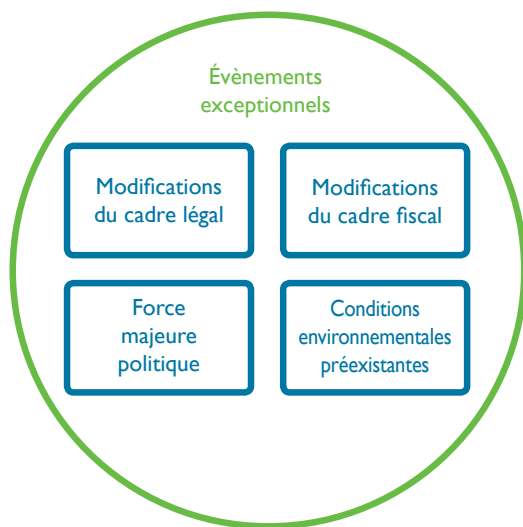 Évènements
exceptionnels
Modifications
du cadre légal
Modifications
du cadre fiscal
Force
majeure
politique
Conditions
environnementales
préexistantes